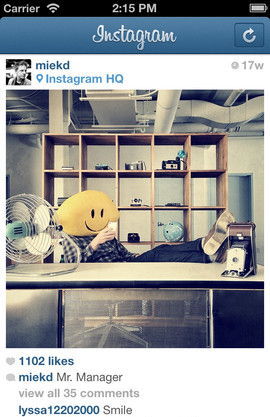 Carrier 2:15 PM
Instagram
miekd 17w
Instagram HQ
1102 likes
miekd Mr. Manager
view all 35 comments
lyssa12202000 Smile